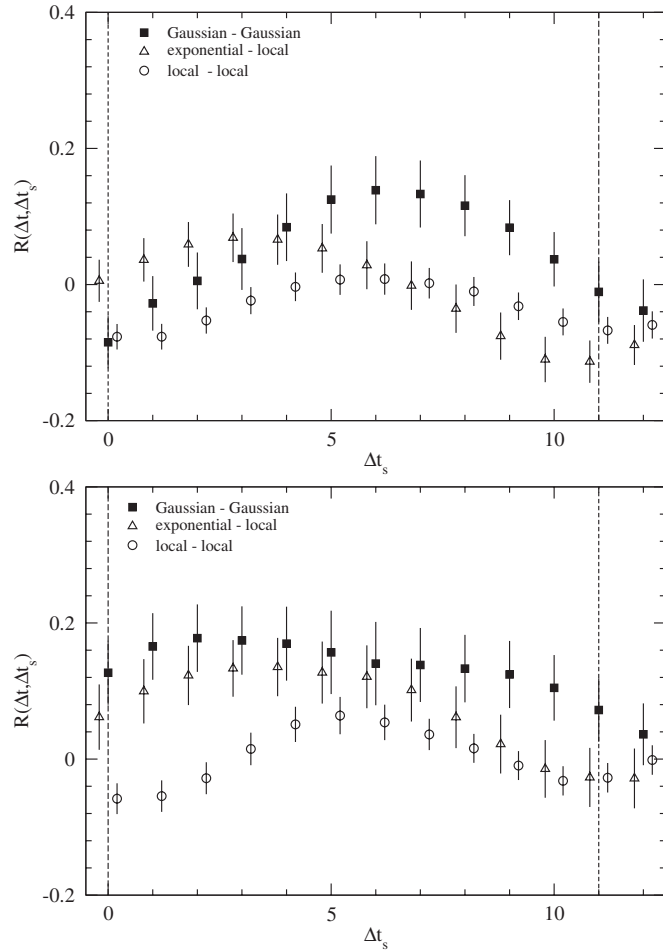 0.4
Gaussian - Gaussian
exponential - local
local - local
0.2
R(Δt,Δt_s)
0
-0.2
0 5 10
Δt_s
0.4
Gaussian - Gaussian
exponential - local
local - local
0.2
R(Δt,Δt_s)
0
-0.2
0 5 10
Δt_s